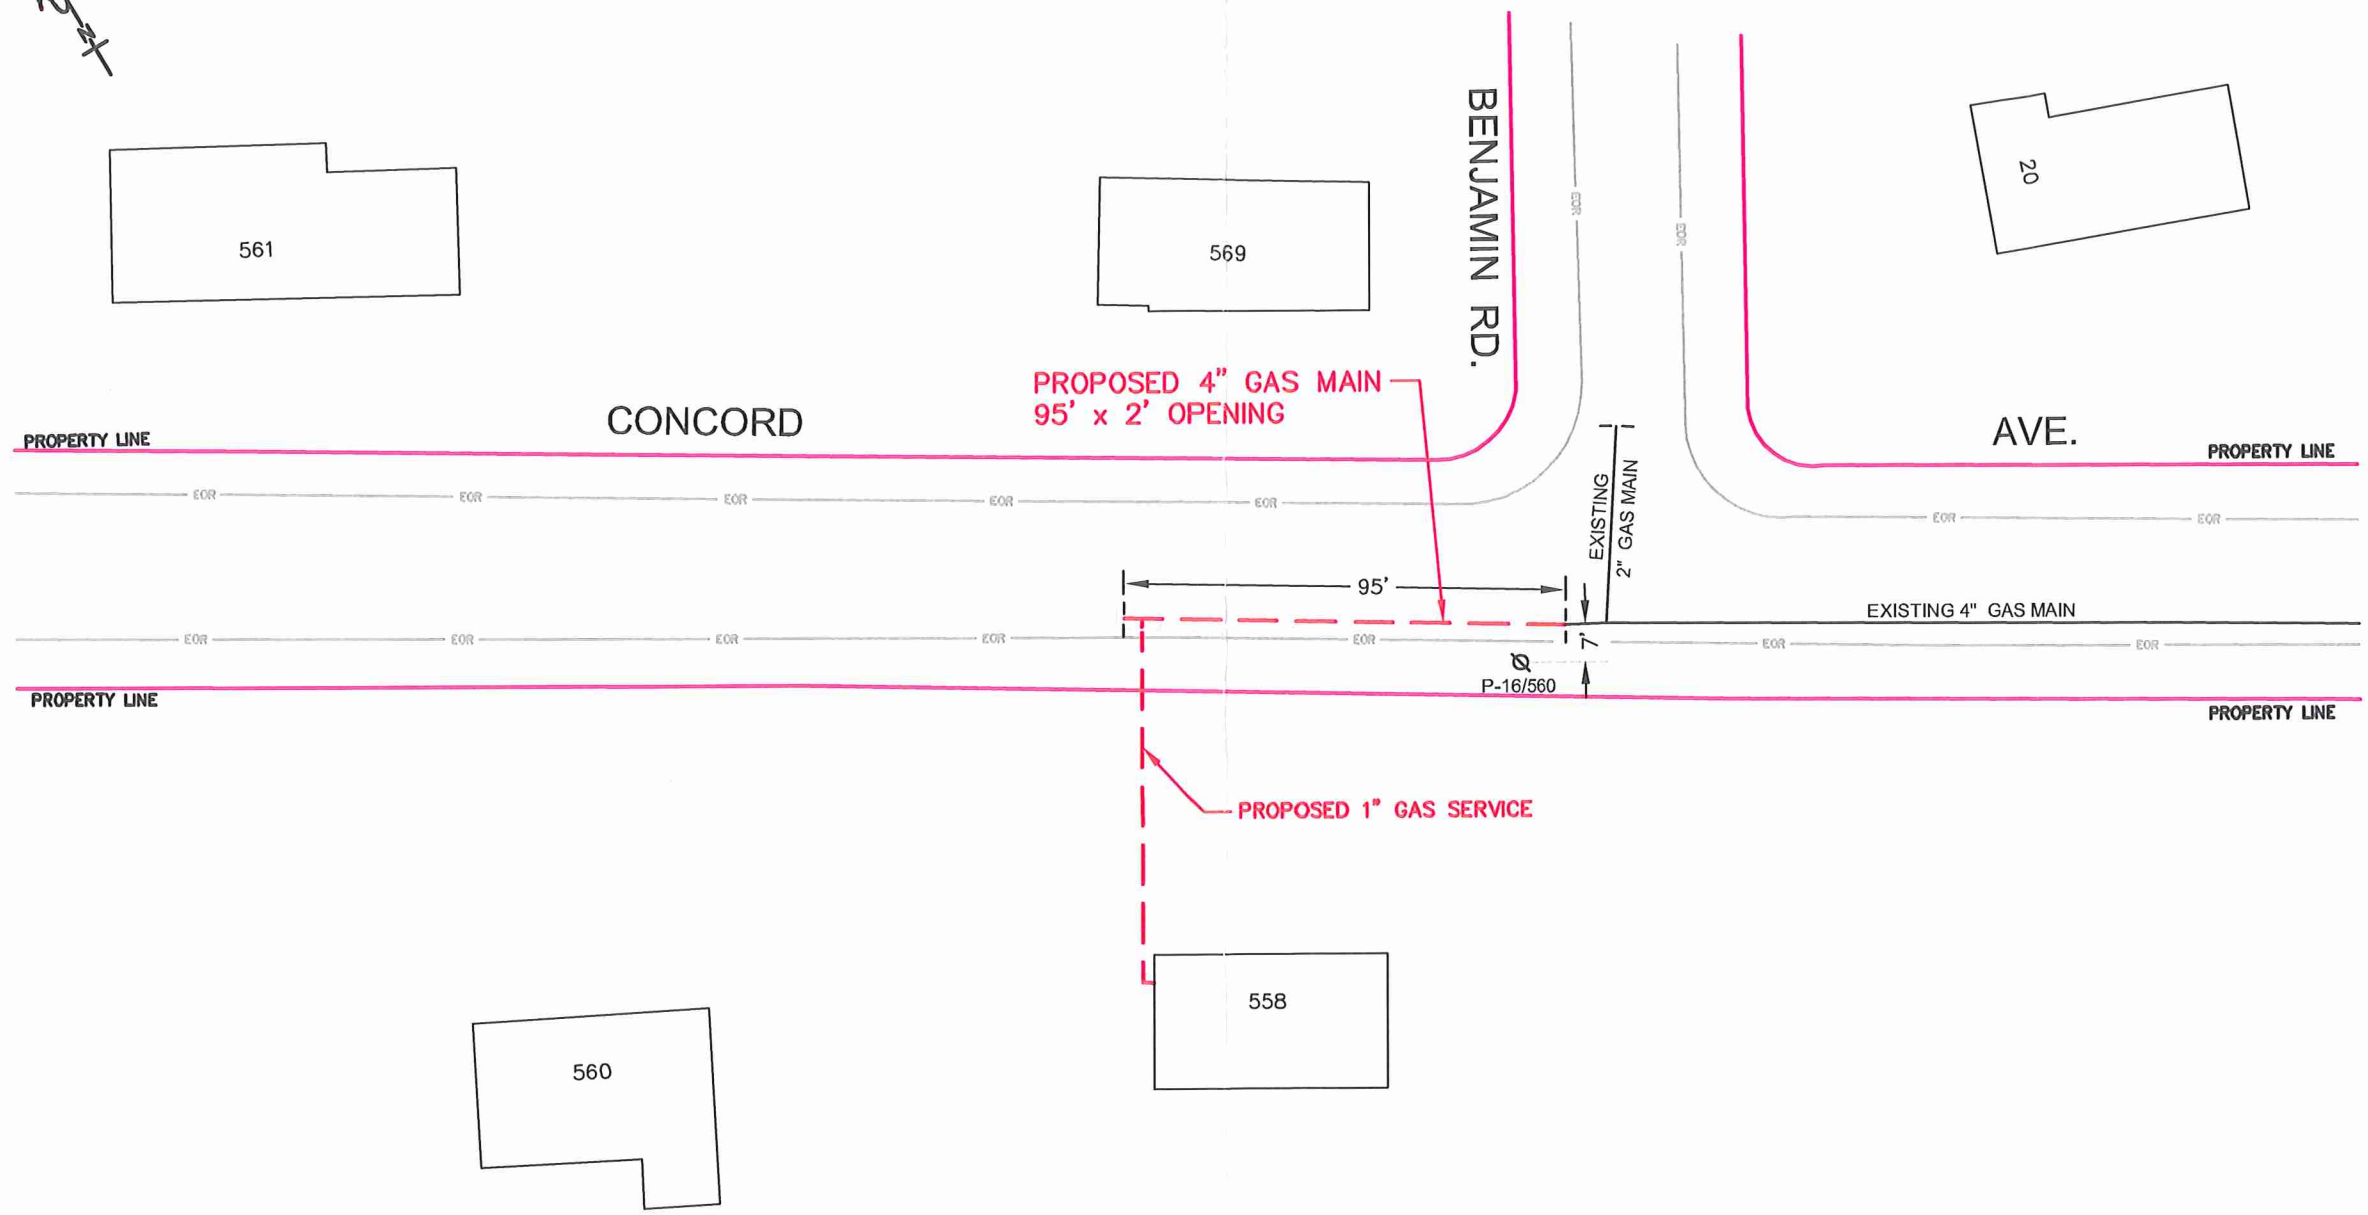 N
BENJAMIN RD.
561
569
20
EOR
EOR
PROPOSED 4" GAS MAIN
95' x 2' OPENING
CONCORD
AVE.
PROPERTY LINE
PROPERTY LINE
EOR
EOR
EOR
EOR
EOR
EOR
EOR
EXISTING
2" GAS MAIN
95'
EXISTING 4" GAS MAIN
EOR
EOR
EOR
EOR
EOR
EOR
EOR
7'
P-16/560
PROPERTY LINE
PROPERTY LINE
PROPOSED 1" GAS SERVICE
558
560